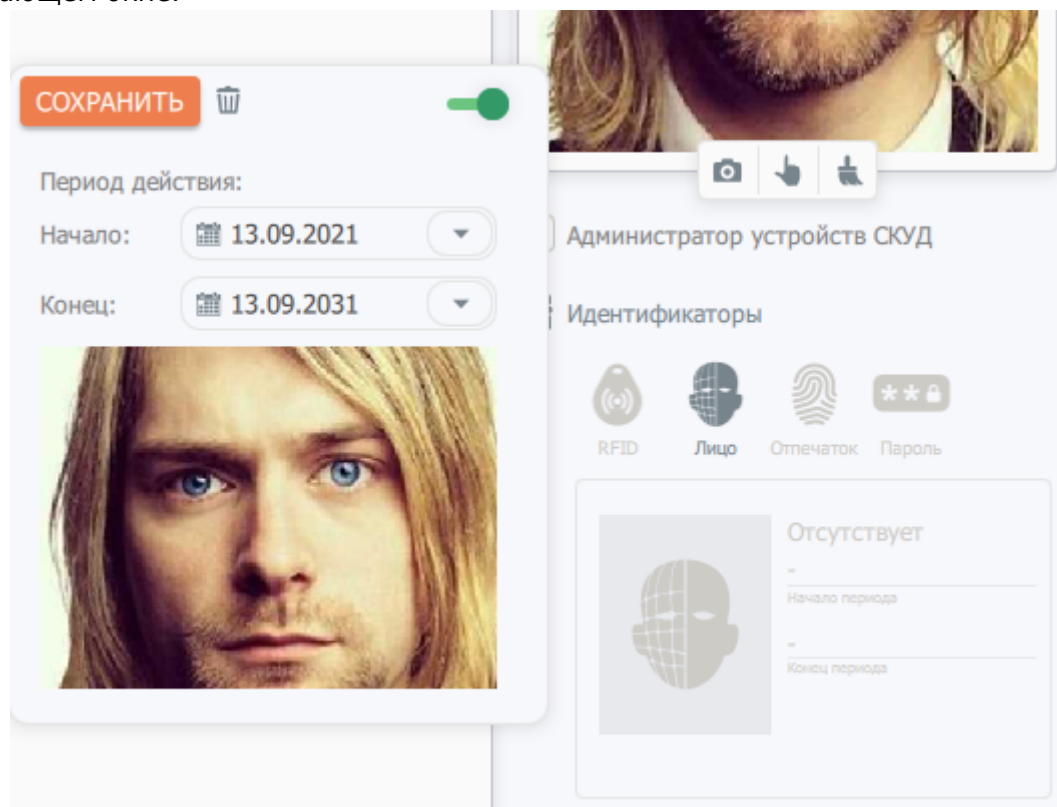 СОХРАНИТЬ
Период действия:
Начало:
13.09.2021
Конец:
13.09.2031
Администратор устройств СКУД
Идентификаторы
RFID
Лицо
Отпечаток
Пароль
Отсутствует
-
Начало периода
-
Конец периода